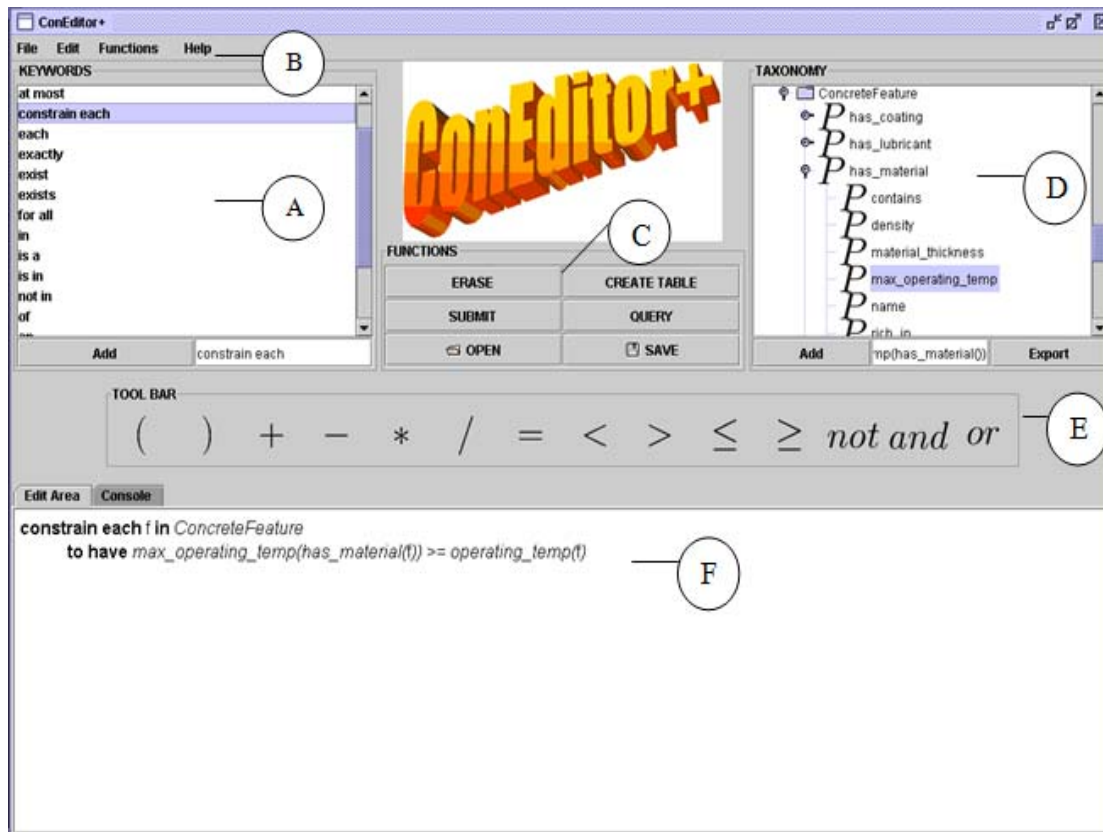 ConEditor+
File Edit Functions Help
B
KEYWORDS
at most
constrain each
each
exactly
exist
exists
for all
in
is a
is in
not in
of
Add constrain each
A
ConEditor+
C
FUNCTIONS
ERASE CREATE TABLE
SUBMIT QUERY
OPEN SAVE
TAXONOMY
ConcreteFeature
P has_coating
P has_lubricant
P has_material
P contains
P density
P material_thickness
P max_operating_temp
P name
P rich_in
D
Add mp(has_material()) Export
TOOL BAR
( ) + − * / = < > ≤ ≥ not and or
E
Edit Area Console
constrain each f in ConcreteFeature
to have max_operating_temp(has_material(f)) >= operating_temp(f)
F